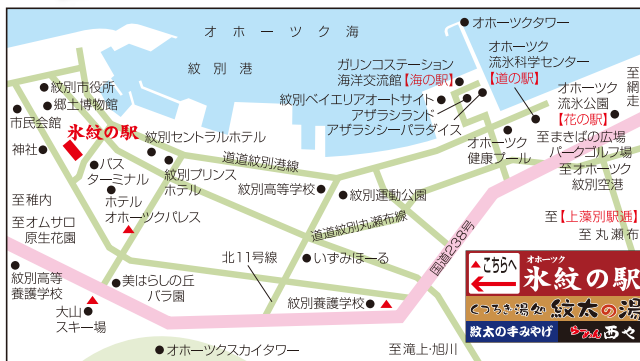 オホーツク海
オホーツクタワー
紋別港
ガリンコステーション
海洋交流館【海の駅】
オホーツク
流氷科学センター
【道の駅】
至網走
紋別市役所
郷土博物館
市民会館
氷紋の駅
神社
紋別セントラルホテル
紋別ベイエリアオートサイト
アザラシランド
アザラシシーパラダイス
オホーツク
流氷公園
【花の駅】
オホーツク
健康プール
至まきばの広場
パークゴルフ場
至オホーツク
紋別空港
バス
ターミナル
紋別プリンス
ホテル
道道紋別港線
紋別高等学校
紋別運動公園
ホテル
オホーツクパレス
至稚内
至オムサロ
原生花園
道道紋別丸瀬布線
至【上藻別駅逓】
至丸瀬布
国道238号
北11号線
いずみほーる
紋別高等
養護学校
美はらしの丘
バラ園
大山
スキー場
紋別養護学校
オホーツクスカイタワー
至滝上・旭川
こちらへ
オホーツク
氷紋の駅
くつろぎ湯処 紋太の湯
紋太の手みやげ
らーめん 西や